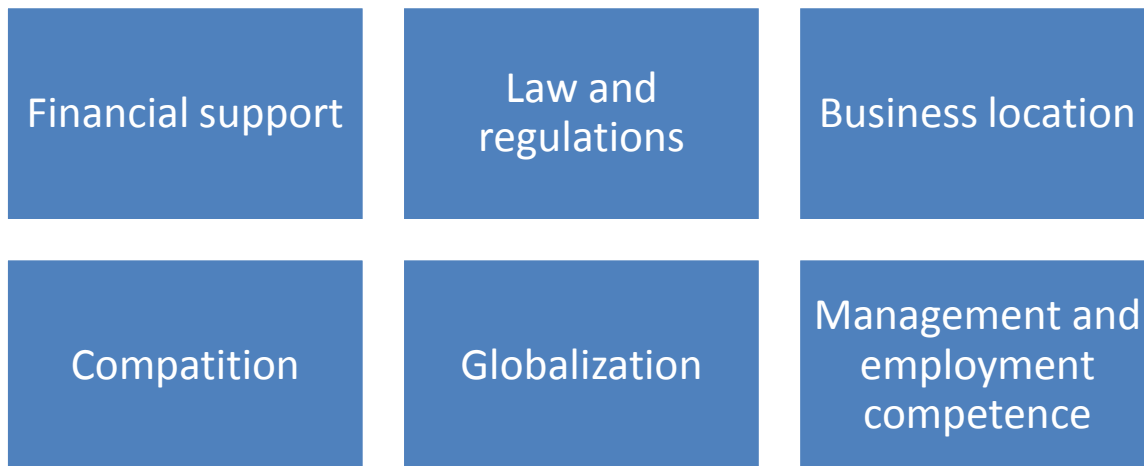 Financial support
Law and
regulations
Business location
Compatition
Globalization
Management and
employment
competence